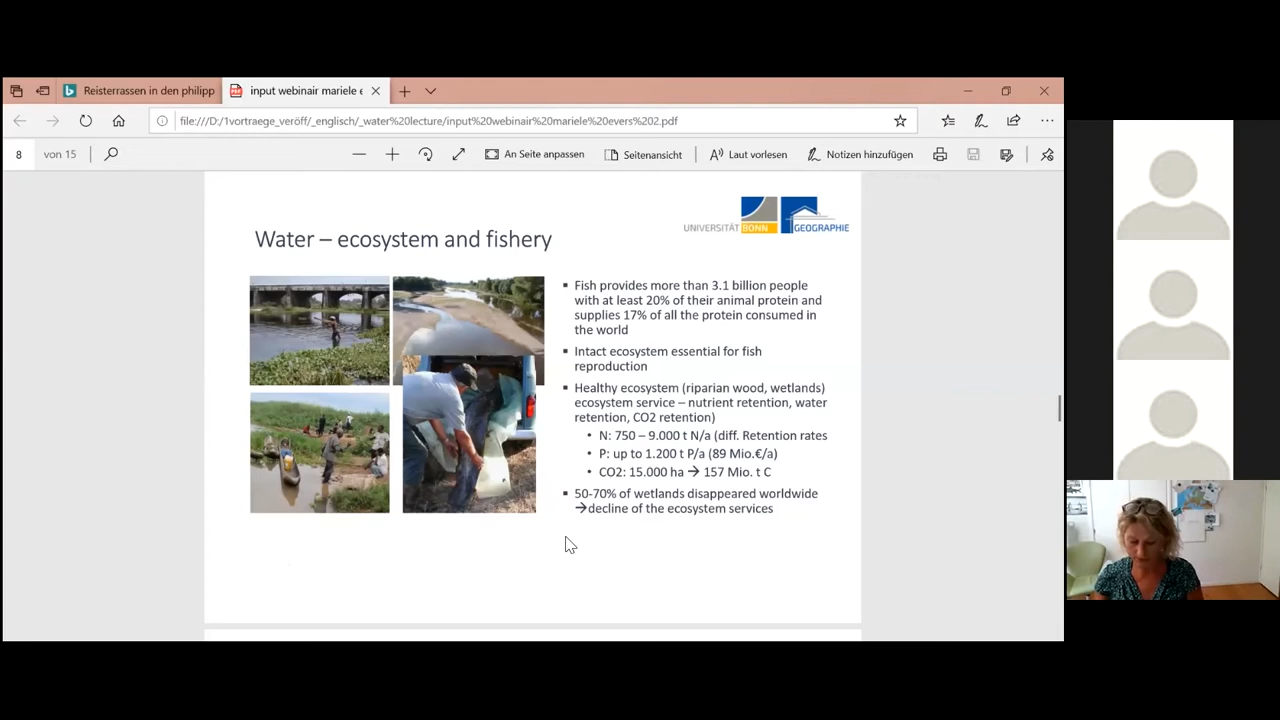 Reisterrassen in den philipp
input webinair mariele e
file:///D:/1vortraege_veröff/_englisch/_water%20lecture/input%20webinair%20mariele%20evers%202.pdf
8 von 15
An Seite anpassen
Seitenansicht
Laut vorlesen
Notizen hinzufügen
UNIVERSITÄT BONN GEOGRAPHIE
Water – ecosystem and fishery
▪ Fish provides more than 3.1 billion people
with at least 20% of their animal protein and
supplies 17% of all the protein consumed in
the world
▪ Intact ecosystem essential for fish
reproduction
▪ Healthy ecosystem (riparian wood, wetlands)
ecosystem service – nutrient retention, water
retention, CO2 retention)
• N: 750 – 9.000 t N/a (diff. Retention rates
• P: up to 1.200 t P/a (89 Mio.€/a)
• CO2: 15.000 ha → 157 Mio. t C
▪ 50-70% of wetlands disappeared worldwide
→decline of the ecosystem services